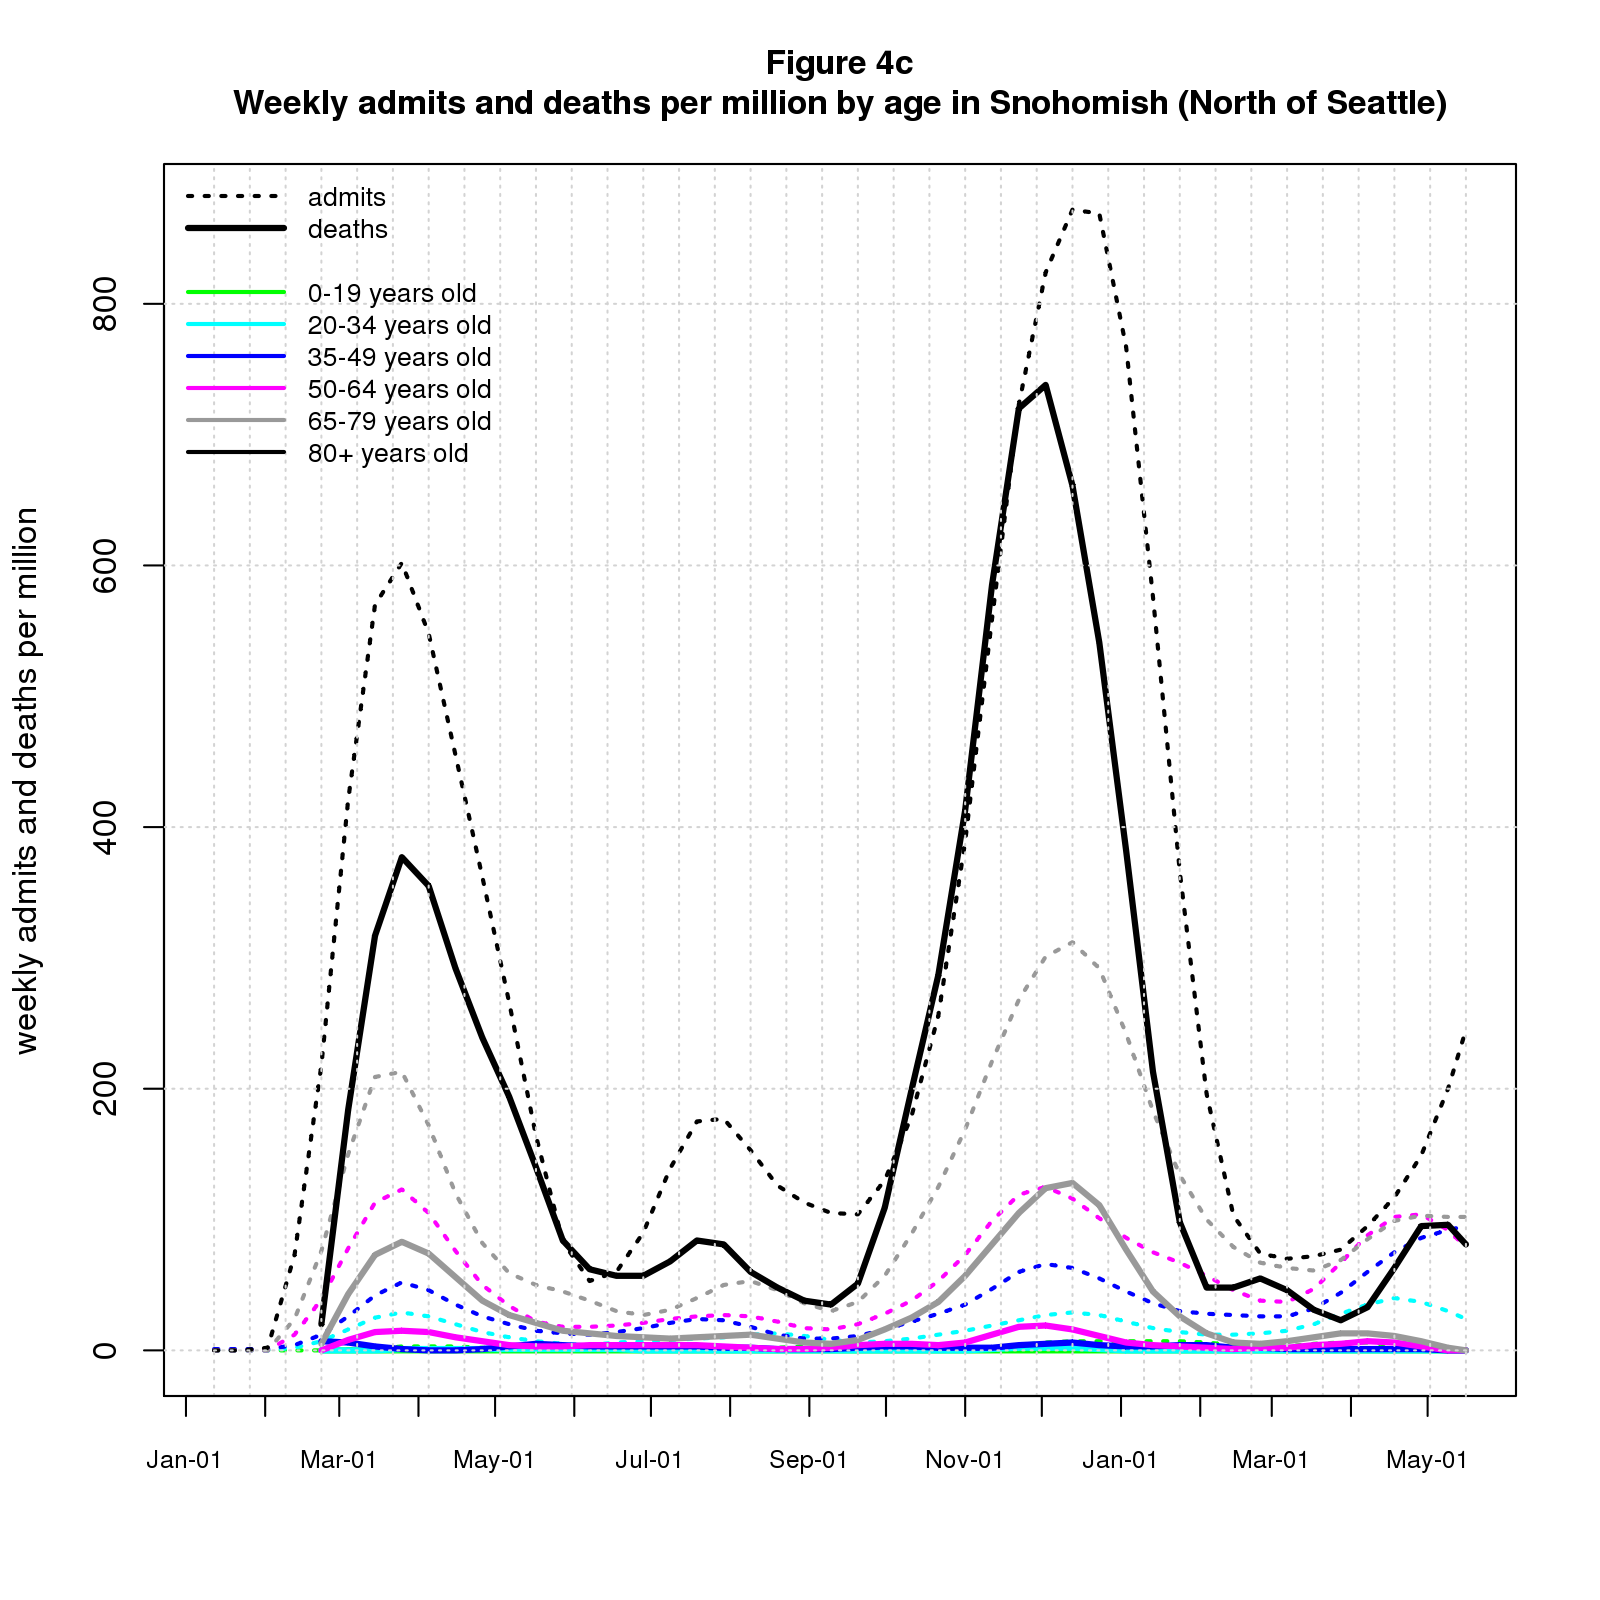 Figure 4c
Weekly admits and deaths per million by age in Snohomish (North of Seattle)
admits
deaths
0-19 years old
20-34 years old
35-49 years old
50-64 years old
65-79 years old
80+ years old
weekly admits and deaths per million
800
600
400
200
0
Jan-01 Mar-01 May-01 Jul-01 Sep-01 Nov-01 Jan-01 Mar-01 May-01